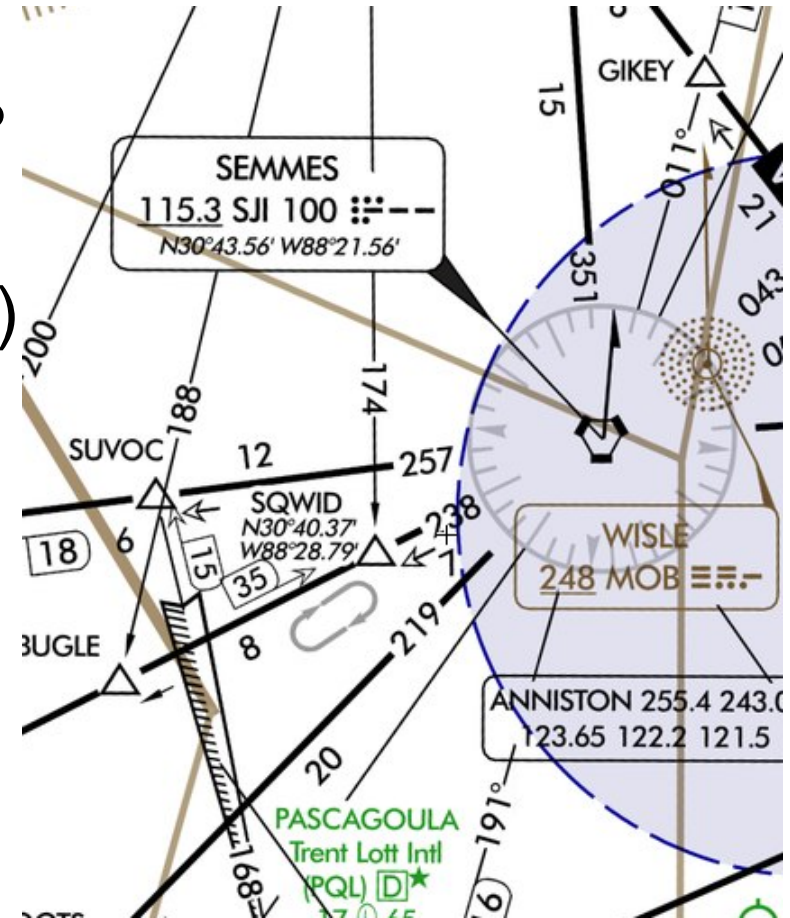 GIKEY
15
110°
21
SEMMES
115.3 SJI 100
N30°43.56' W88°21.56'
351
043
200
188
174
SUVOC
12
257
SQWID
N30°40.37'
W88°28.79'
238
7
18
6
15
35
WISLE
248 MOB
BUGLE
8
219
ANNISTON 255.4 243.0
123.65 122.2 121.5
20
191°
PASCAGOULA
Trent Lott Intl
(PQL) D★
168